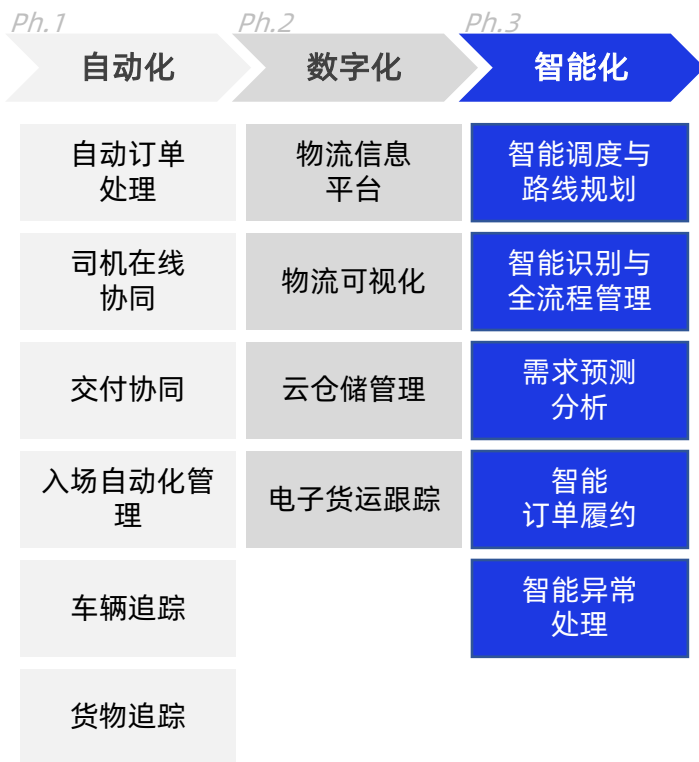 Ph.1
自动化
自动订单
处理
司机在线
协同
交付协同
入场自动化管
理
车辆追踪
货物追踪
Ph.2
数字化
物流信息
平台
物流可视化
云仓储管理
电子货运跟踪
Ph.3
智能化
智能调度与
路线规划
智能识别与
全流程管理
需求预测
分析
智能
订单履约
智能异常
处理